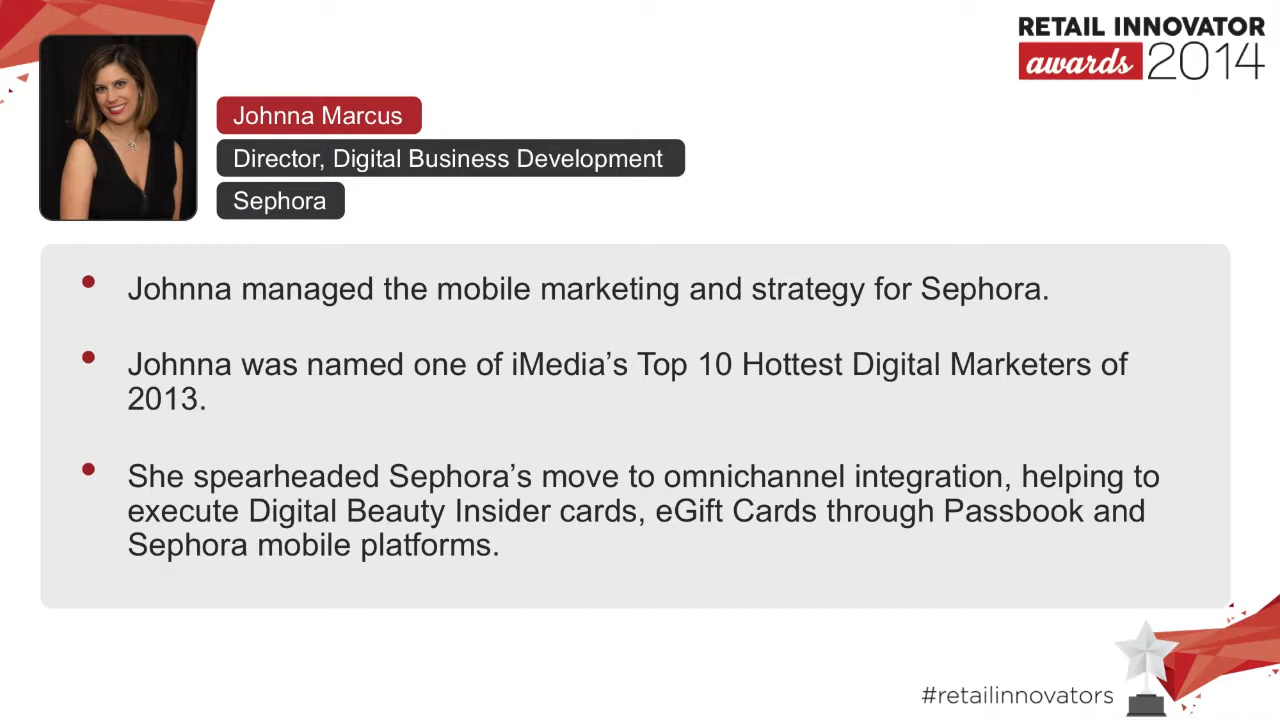 RETAIL INNOVATOR
awards 2014
Johnna Marcus
Director, Digital Business Development
Sephora
• Johnna managed the mobile marketing and strategy for Sephora.
• Johnna was named one of iMedia’s Top 10 Hottest Digital Marketers of
2013.
• She spearheaded Sephora’s move to omnichannel integration, helping to
execute Digital Beauty Insider cards, eGift Cards through Passbook and
Sephora mobile platforms.
#retailinnovators